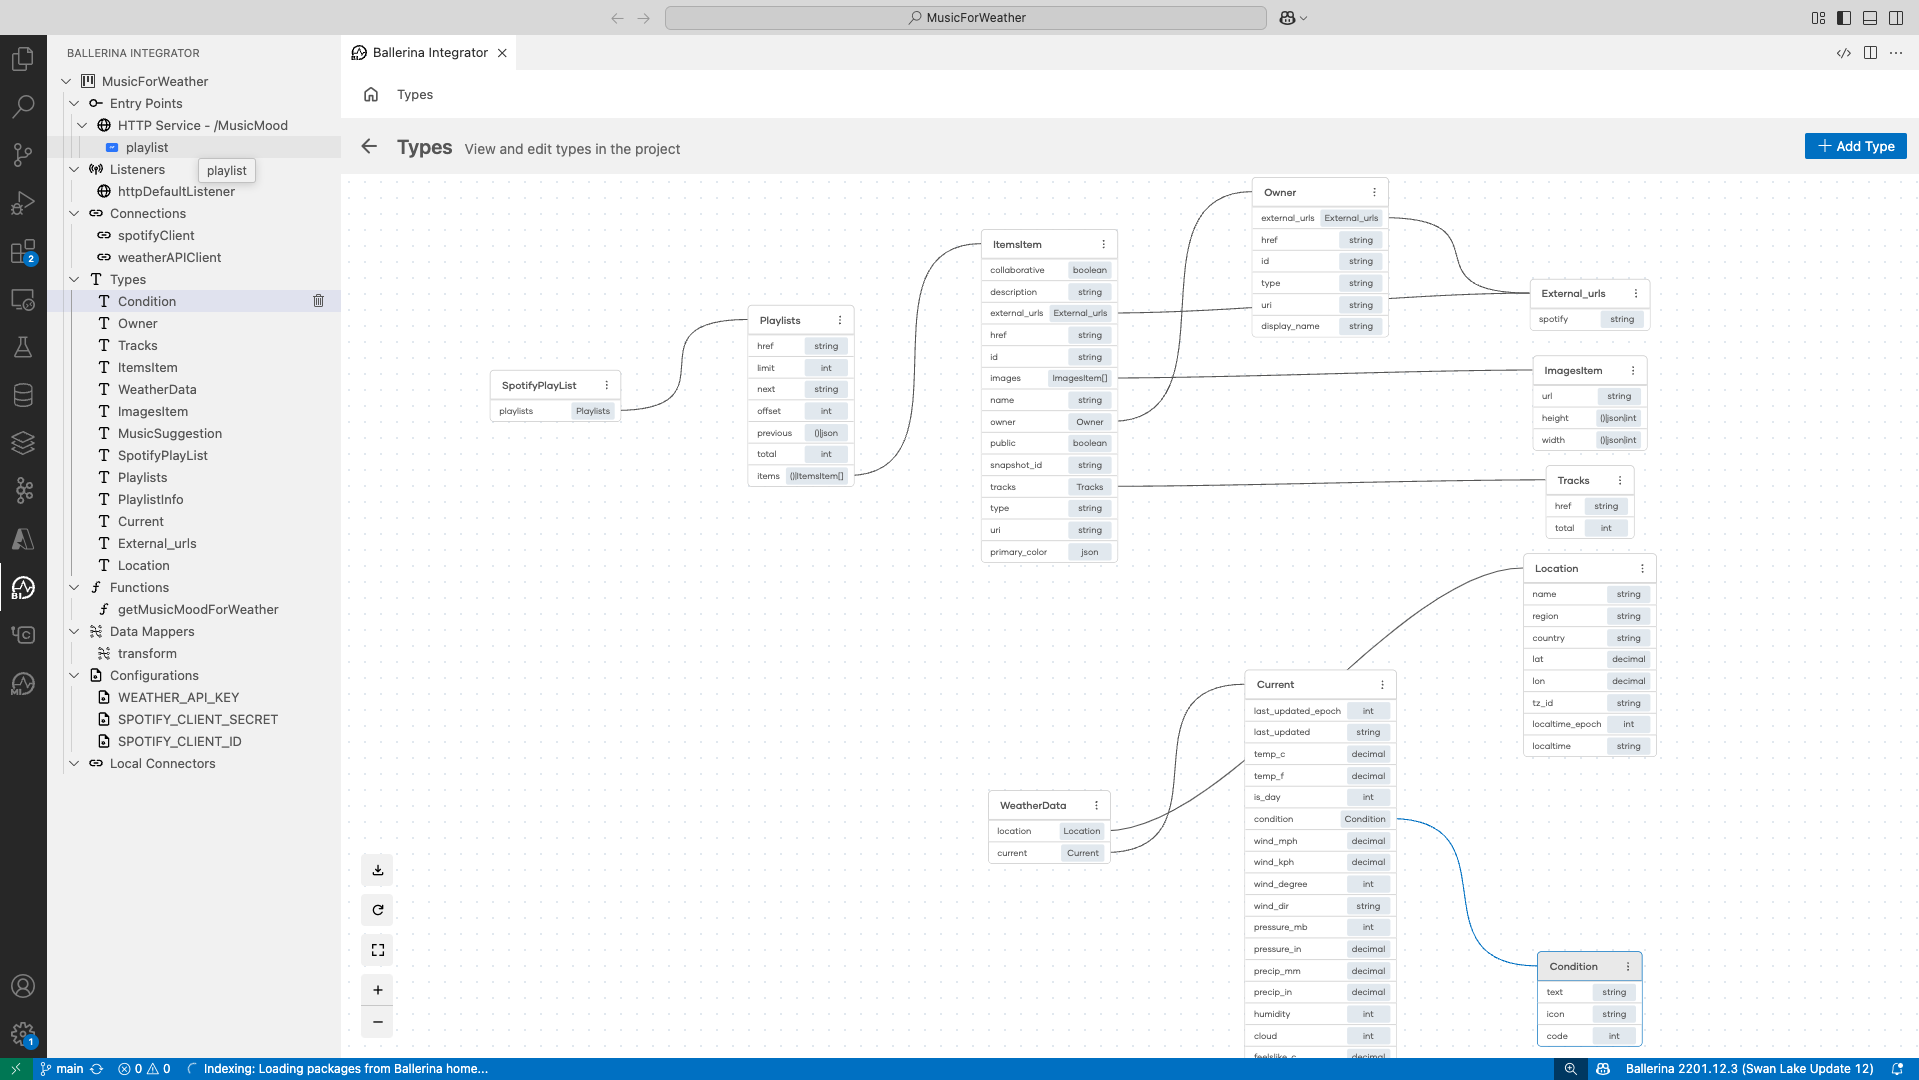 MusicForWeather
BALLERINA INTEGRATOR
MusicForWeather
Entry Points
HTTP Service - /MusicMood
playlist
playlist
Listeners
httpDefaultListener
Connections
spotifyClient
weatherAPIClient
Types
Condition
Owner
Tracks
ItemsItem
WeatherData
ImagesItem
MusicSuggestion
SpotifyPlayList
Playlists
PlaylistInfo
Current
External_urls
Location
Functions
getMusicMoodForWeather
Data Mappers
transform
Configurations
WEATHER_API_KEY
SPOTIFY_CLIENT_SECRET
SPOTIFY_CLIENT_ID
Local Connectors
2
BI
MI
1
Ballerina Integrator
Types
Types View and edit types in the project
Add Type
SpotifyPlayList
playlists Playlists
Playlists
href string
limit int
next string
offset int
previous ()|json
total int
items ()|ItemsItem[]
ItemsItem
collaborative boolean
description string
external_urls External_urls
href string
id string
images ImagesItem[]
name string
owner Owner
public boolean
snapshot_id string
tracks Tracks
type string
uri string
primary_color json
Owner
external_urls External_urls
href string
id string
type string
uri string
display_name string
External_urls
spotify string
ImagesItem
url string
height ()|json|int
width ()|json|int
Tracks
href string
total int
Location
name string
region string
country string
lat decimal
lon decimal
tz_id string
localtime_epoch int
localtime string
WeatherData
location Location
current Current
Current
last_updated_epoch int
last_updated string
temp_c decimal
temp_f decimal
is_day int
condition Condition
wind_mph decimal
wind_kph decimal
wind_degree int
wind_dir string
pressure_mb int
pressure_in decimal
precip_mm decimal
precip_in decimal
humidity int
cloud int
feelslike_c decimal
Condition
text string
icon string
code int
main 0 0 Indexing: Loading packages from Ballerina home... Ballerina 2201.12.3 (Swan Lake Update 12)